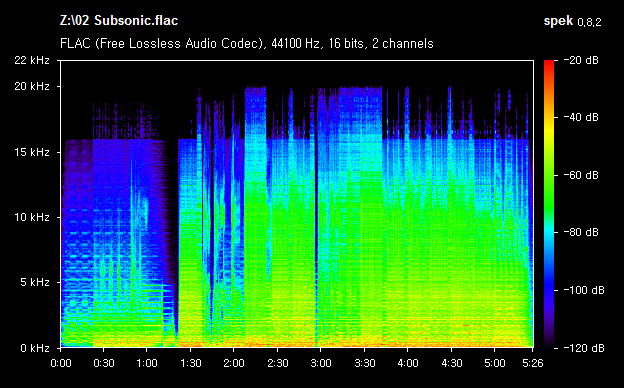 Z:\02 Subsonic.flac
spek 0.8.2
FLAC (Free Lossless Audio Codec), 44100 Hz, 16 bits, 2 channels
22 kHz
20 kHz
15 kHz
10 kHz
5 kHz
0 kHz
-20 dB
-40 dB
-60 dB
-80 dB
-100 dB
-120 dB
0:00 0:30 1:00 1:30 2:00 2:30 3:00 3:30 4:00 4:30 5:00 5:26